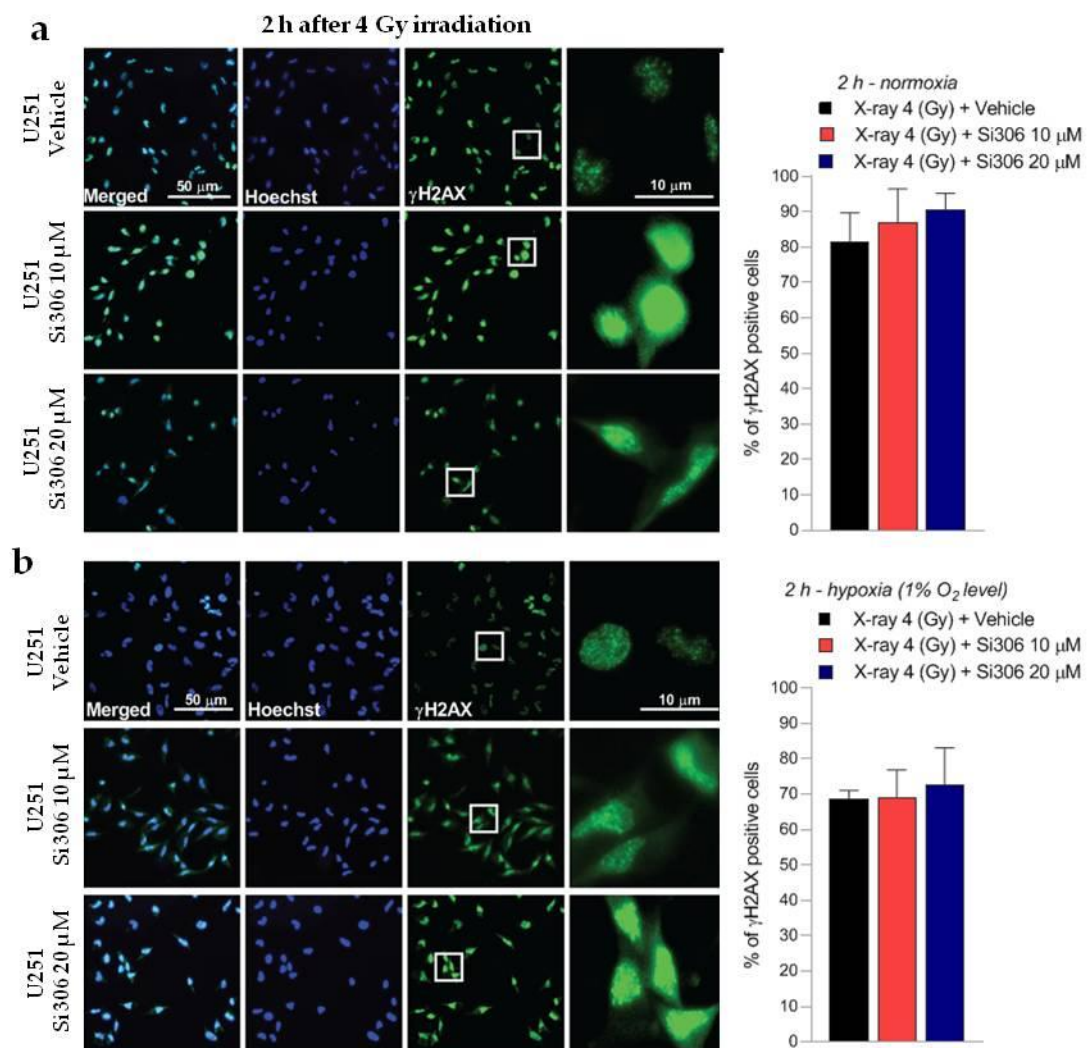 a
2 h after 4 Gy irradiation
U251
Vehicle
Merged
50 μm
Hoechst
γH2AX
10 μm
U251
Si306 10 μM
U251
Si306 20 μM
2 h - normoxia
X-ray 4 (Gy) + Vehicle
X-ray 4 (Gy) + Si306 10 μM
X-ray 4 (Gy) + Si306 20 μM
% of γH2AX positive cells
100
90
80
70
60
50
40
30
20
10
0
b
U251
Vehicle
Merged
50 μm
Hoechst
γH2AX
10 μm
U251
Si306 10 μM
U251
Si306 20 μM
2 h - hypoxia (1% O₂ level)
X-ray 4 (Gy) + Vehicle
X-ray 4 (Gy) + Si306 10 μM
X-ray 4 (Gy) + Si306 20 μM
% of γH2AX positive cells
100
90
80
70
60
50
40
30
20
10
0